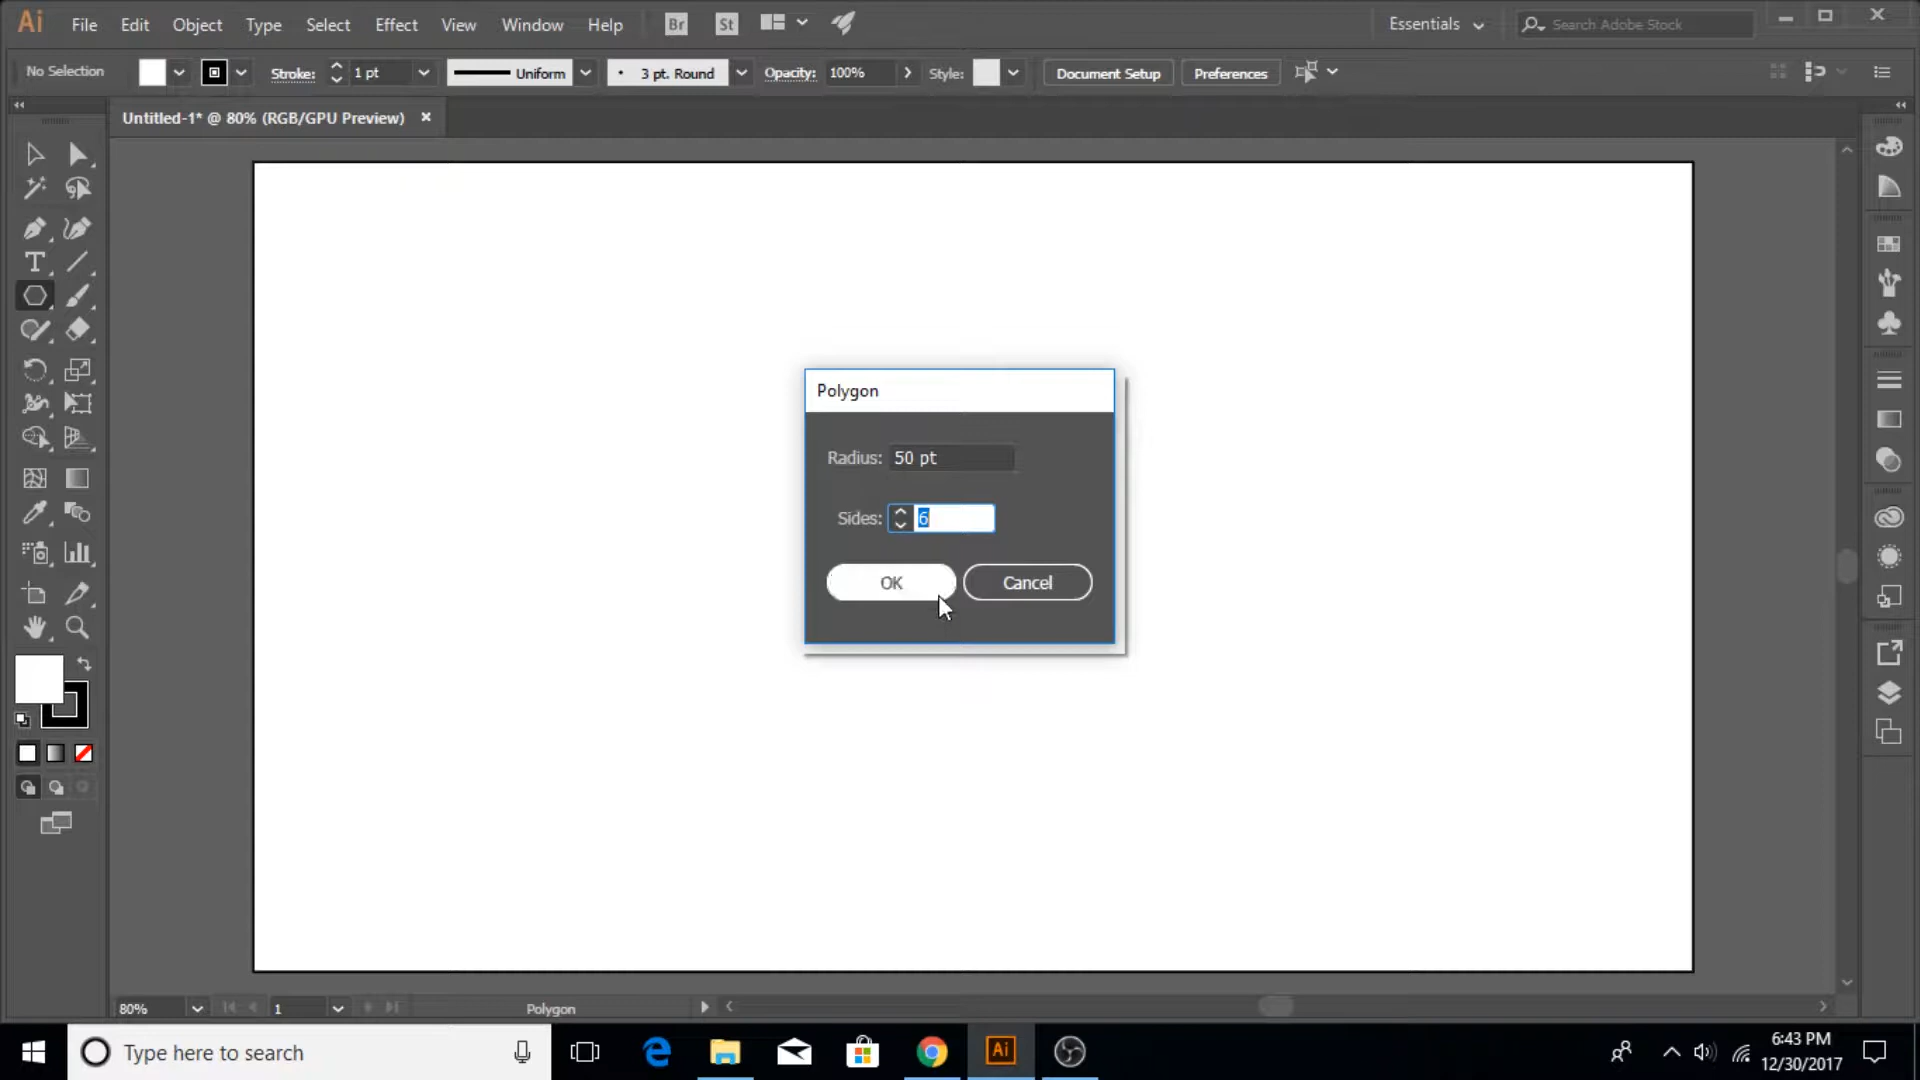 Ai File Edit Object Type Select Effect View Window Help Br St Essentials Search Adobe Stock
No Selection Stroke: 1 pt Uniform 3 pt. Round Opacity: 100% Style: Document Setup Preferences
Untitled-1* @ 80% (RGB/GPU Preview)
T
Polygon
Radius: 50 pt
Sides: 6
OK Cancel
80% 1 Polygon
Type here to search Ai 6:43 PM
12/30/2017